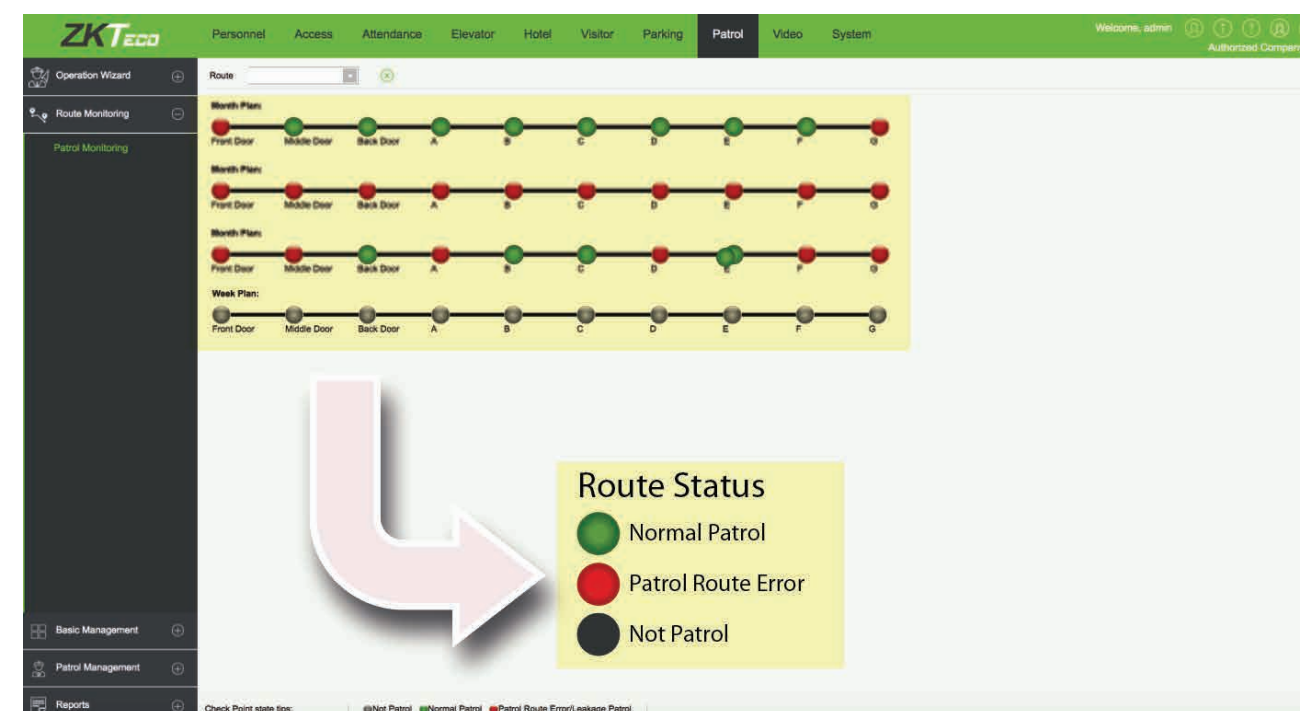 ZKTeco
Personnel Access Attendance Elevator Hotel Visitor Parking Patrol Video System
Welcome, admin
Authorized Compan
Operation Wizard
Route
Route Monitoring
Patrol Monitoring
Month Plan:
Front Door Middle Door Back Door A B C D E F G
Month Plan:
Front Door Middle Door Back Door A B C D E F G
Month Plan:
Front Door Middle Door Back Door A B C D E F G
Week Plan:
Front Door Middle Door Back Door A B C D E F G
Route Status
Normal Patrol
Patrol Route Error
Not Patrol
Basic Management
Patrol Management
Reports
Check Point state tips: Not Patrol Normal Patrol Patrol Route Error/Leakage Patrol